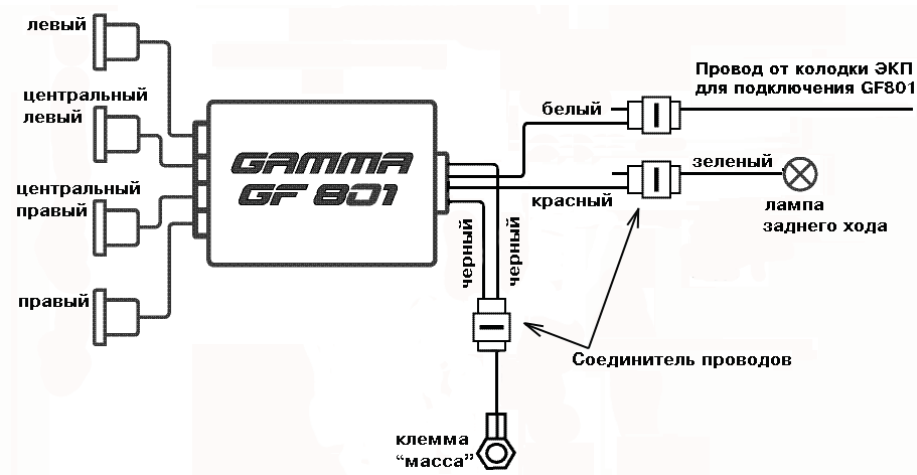 левый
центральный
левый
центральный
правый
правый
GAMMA
GF 801
белый
Провод от колодки ЭКП
для подключения GF801
зеленый
красный
лампа
заднего хода
черный
черный
Соединитель проводов
клемма
“масса”